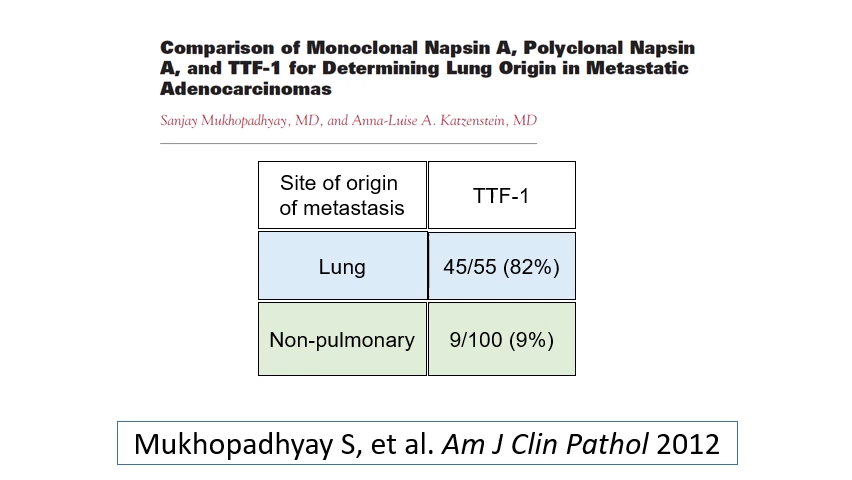 Comparison of Monoclonal Napsin A, Polyclonal Napsin
A, and TTF-1 for Determining Lung Origin in Metastatic
Adenocarcinomas
Sanjay Mukhopadhyay, MD, and Anna-Luise A. Katzenstein, MD
Site of origin
of metastasis
TTF-1
Lung
45/55 (82%)
Non-pulmonary
9/100 (9%)
Mukhopadhyay S, et al. Am J Clin Pathol 2012